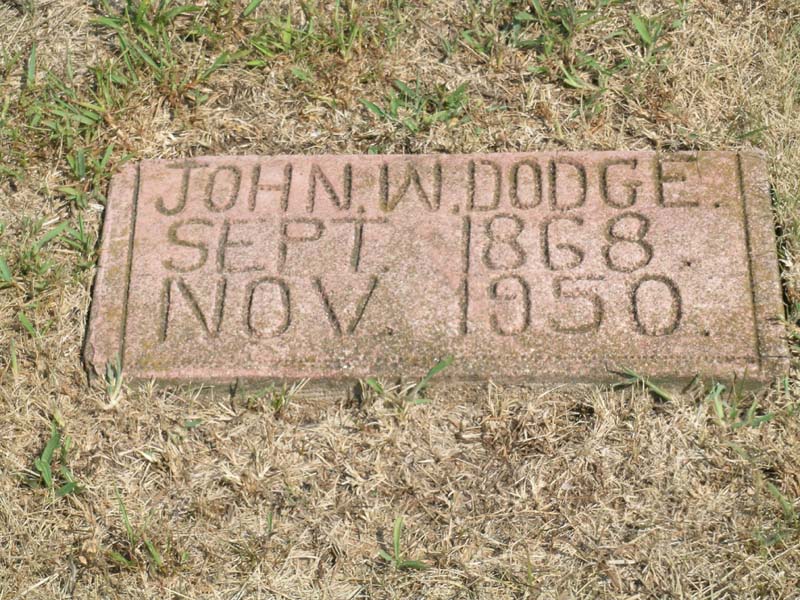 JOHN. W. DODGE.
SEPT. 1868.
NOV. 1950.